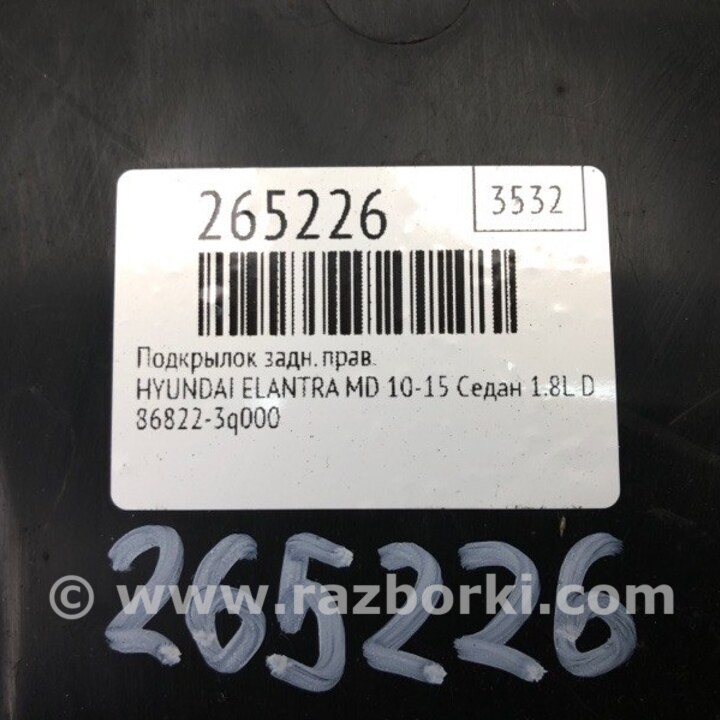 265226
3532
Подкрылок задн. прав.
HYUNDAI ELANTRA MD 10-15 Седан 1.8L D
86822-3q000
265226
© www.razborki.com